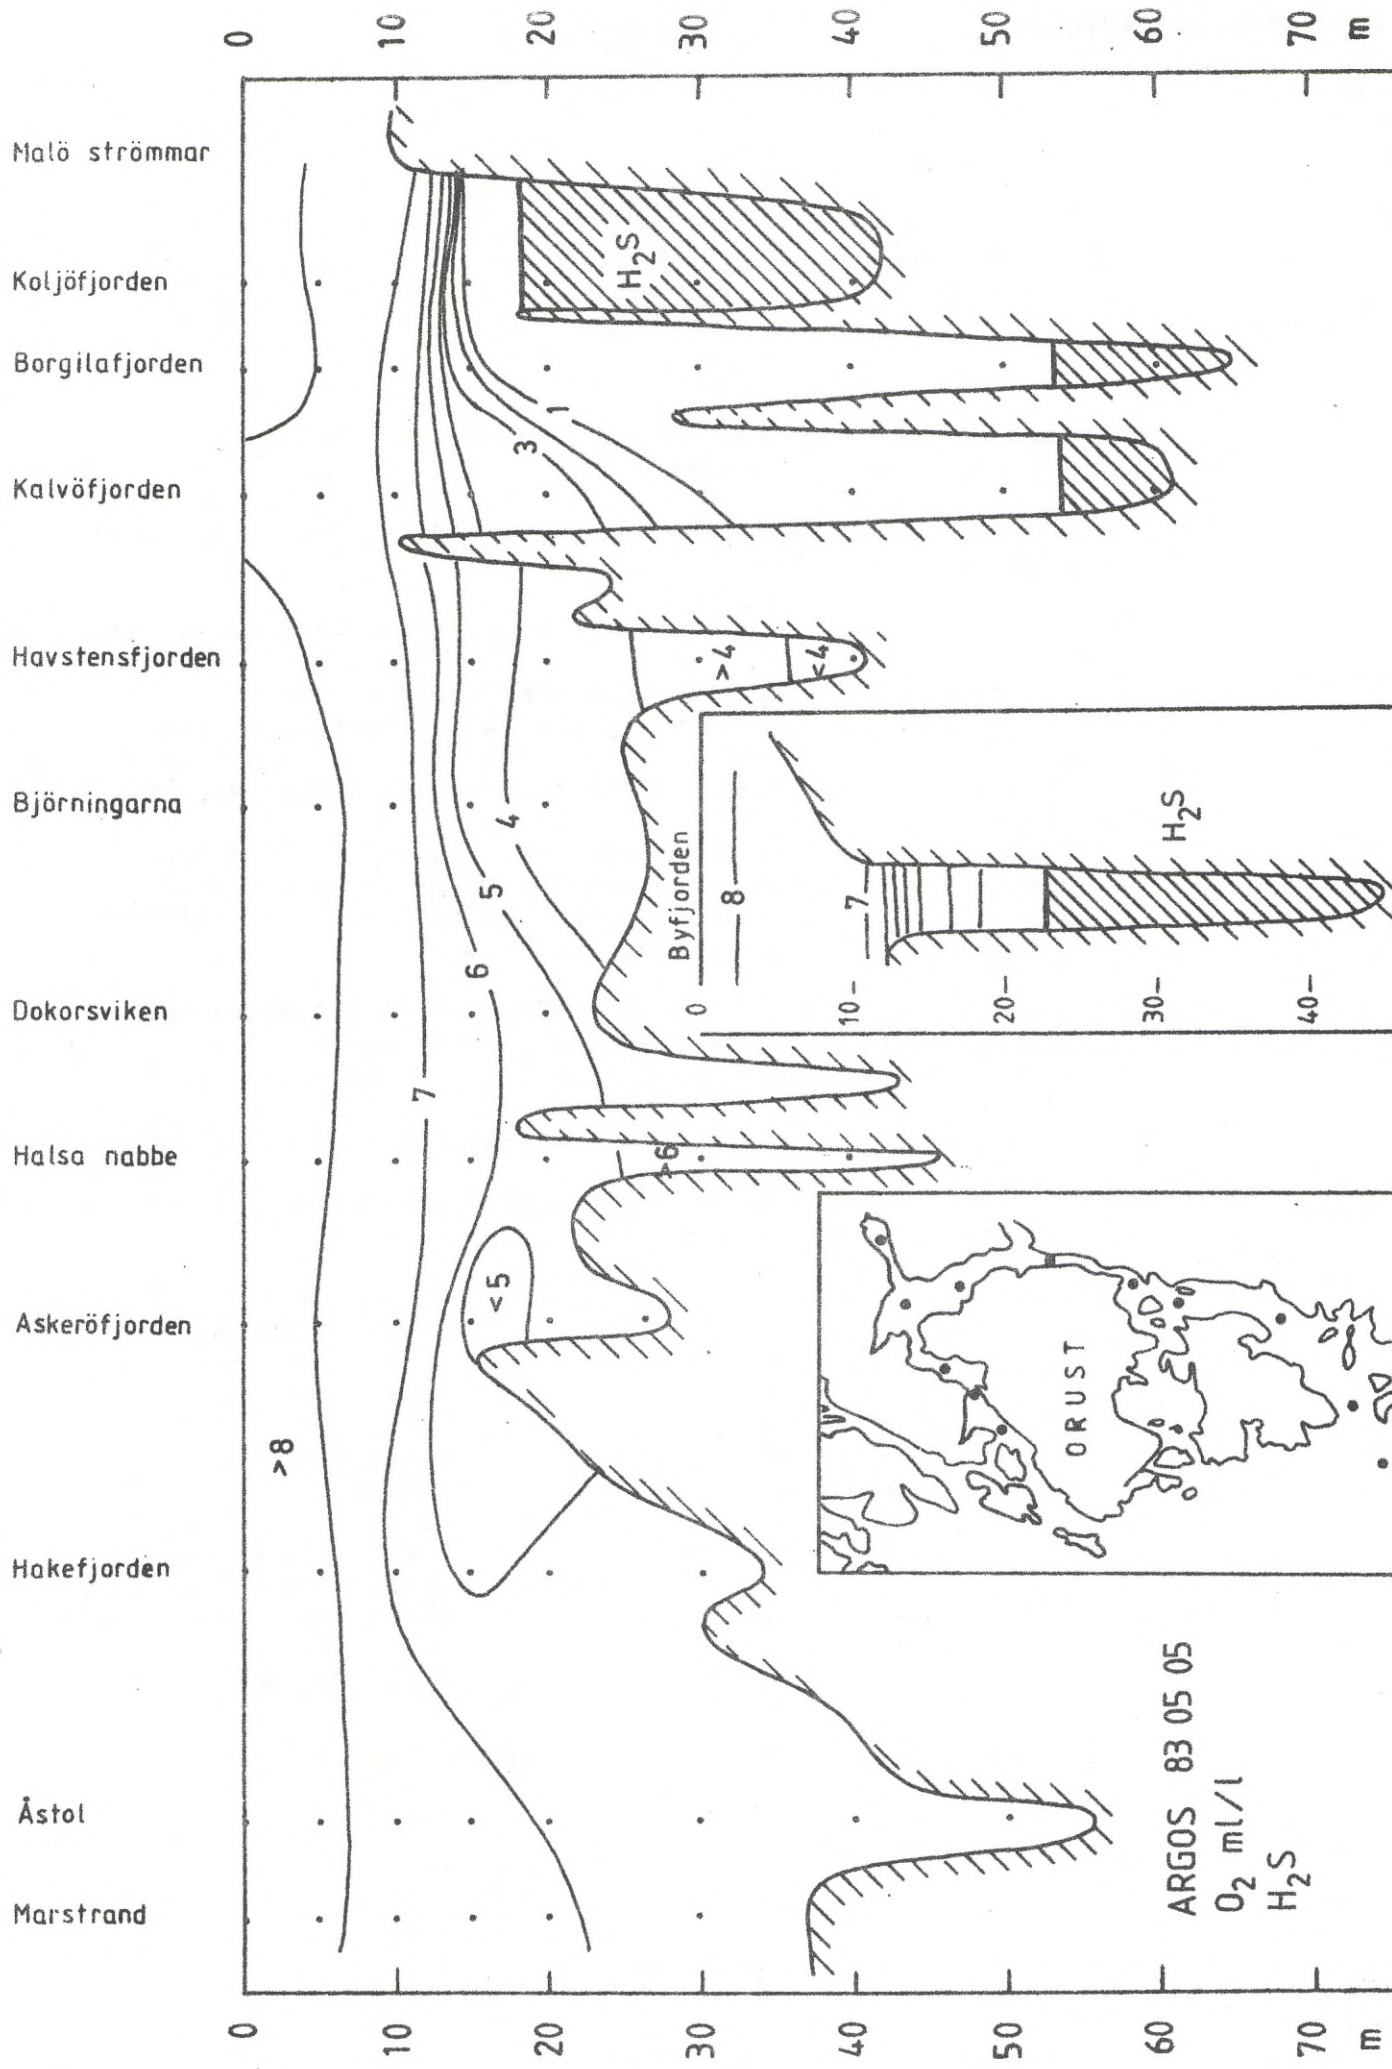 Marstrand
Åstol
Hakefjorden
Askeröfjorden
Halsa nabbe
Dokorsviken
Björningarna
Havstensfjorden
Kalvöfjorden
Borgilafjorden
Koljöfjorden
Malö strömmar
0
10
20
30
40
50
60
70
m
0
10
20
30
40
50
60
70
m
>8
7
6
5
4
3
1
<5
>6
>4
<4
H2S
Byfjorden
0
10-
20-
30-
40-
8
7
H2S
ORUST
ARGOS 83 05 05
O2 ml/l
H2S